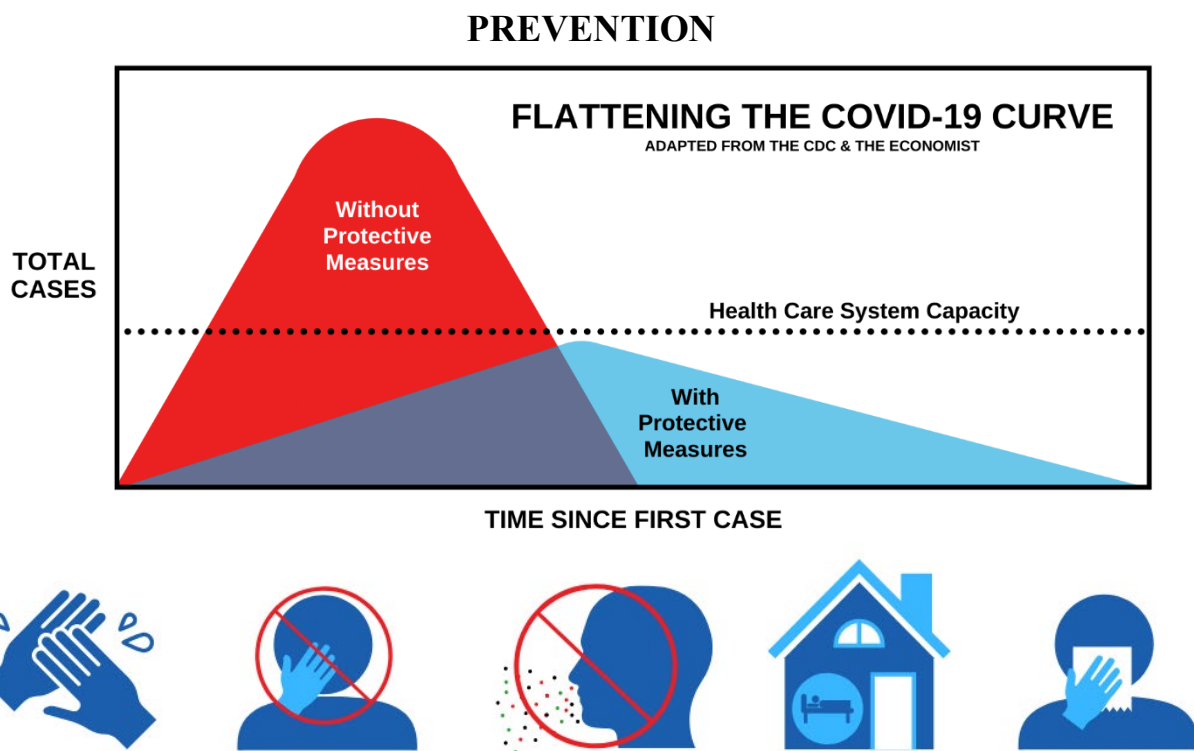 PREVENTION
FLATTENING THE COVID-19 CURVE
ADAPTED FROM THE CDC & THE ECONOMIST
Without
Protective
Measures
TOTAL
CASES
Health Care System Capacity
With
Protective
Measures
TIME SINCE FIRST CASE